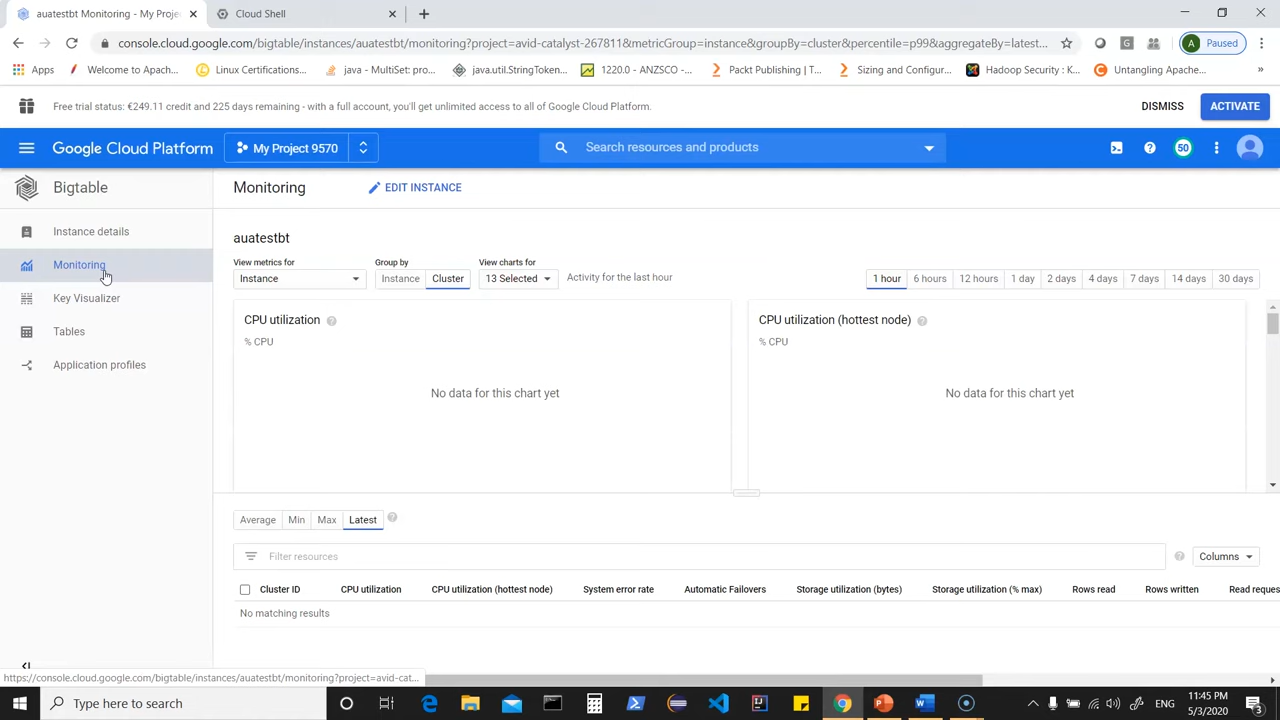 auatestbt Monitoring - My Proje
Cloud Shell
console.cloud.google.com/bigtable/instances/auatestbt/monitoring?project=avid-catalyst-267811&metricGroup=instance&groupBy=cluster&percentile=p99&aggregateBy=latest...
G
A Paused
Apps
Welcome to Apach...
Linux Certifications...
java - MultiSet: pro...
java.util.StringToken...
1220.0 - ANZSCO -...
Packt Publishing | T...
Sizing and Configur...
Hadoop Security : K...
Untangling Apache...
»
Free trial status: €249.11 credit and 225 days remaining - with a full account, you'll get unlimited access to all of Google Cloud Platform.
DISMISS
ACTIVATE
Google Cloud Platform
My Project 9570
Search resources and products
50
Bigtable
Monitoring
EDIT INSTANCE
Instance details
Monitoring
Key Visualizer
Tables
Application profiles
auatestbt
View metrics for
Group by
View charts for
Instance
Instance
Cluster
13 Selected
Activity for the last hour
1 hour
6 hours
12 hours
1 day
2 days
4 days
7 days
14 days
30 days
CPU utilization
% CPU
No data for this chart yet
CPU utilization (hottest node)
% CPU
No data for this chart yet
Average
Min
Max
Latest
Filter resources
Columns
Cluster ID
CPU utilization
CPU utilization (hottest node)
System error rate
Automatic Failovers
Storage utilization (bytes)
Storage utilization (% max)
Rows read
Rows written
Read reques
No matching results
https://console.cloud.google.com/bigtable/instances/auatestbt/monitoring?project=avid-cat...
Type here to search
ENG
11:45 PM
5/3/2020
3